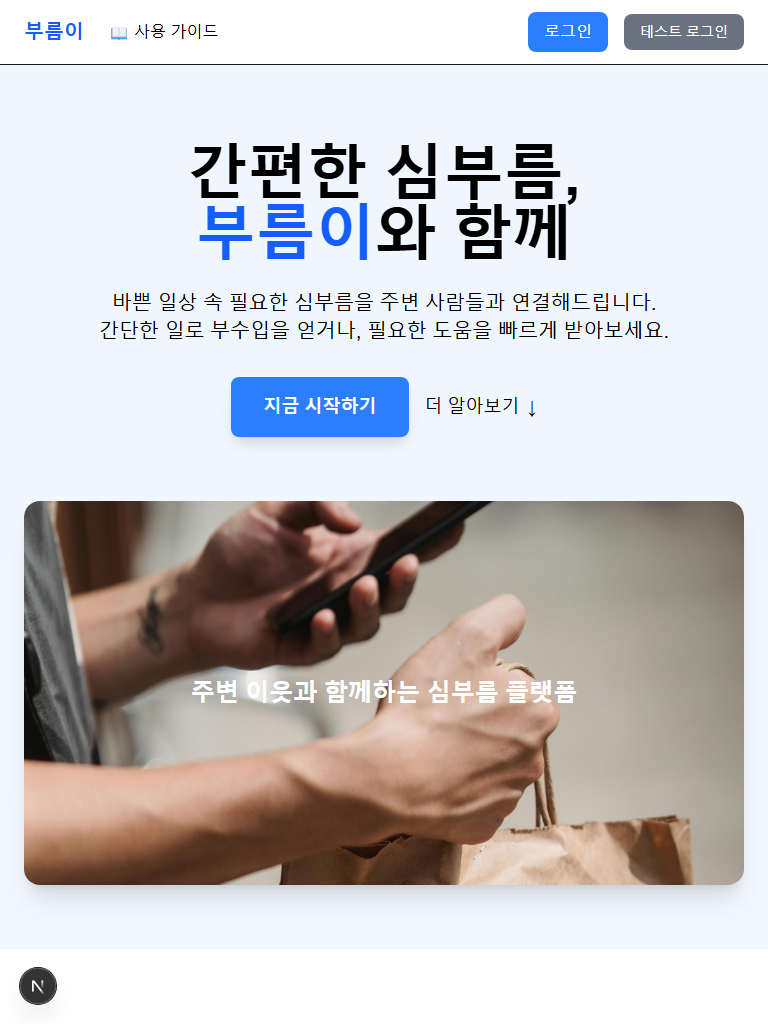 부름이
📖 사용 가이드
로그인
테스트 로그인
간편한 심부름,
부름이와 함께
바쁜 일상 속 필요한 심부름을 주변 사람들과 연결해드립니다.
간단한 일로 부수입을 얻거나, 필요한 도움을 빠르게 받아보세요.
지금 시작하기
더 알아보기 ↓
주변 이웃과 함께하는 심부름 플랫폼
N